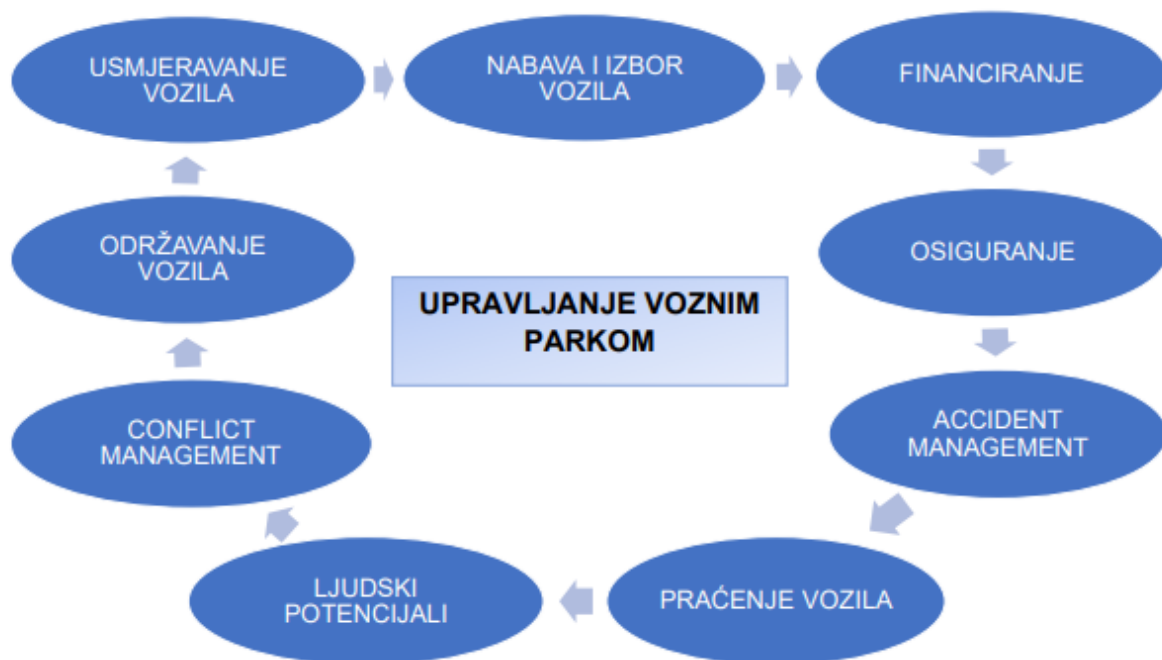 USMJERAVANJE
VOZILA
NABAVA I IZBOR
VOZILA
FINANCIRANJE
ODRŽAVANJE
VOZILA
OSIGURANJE
UPRAVLJANJE VOZNIM
PARKOM
CONFLICT
MANAGEMENT
ACCIDENT
MANAGEMENT
LJUDSKI
POTENCIJALI
PRAĆENJE VOZILA